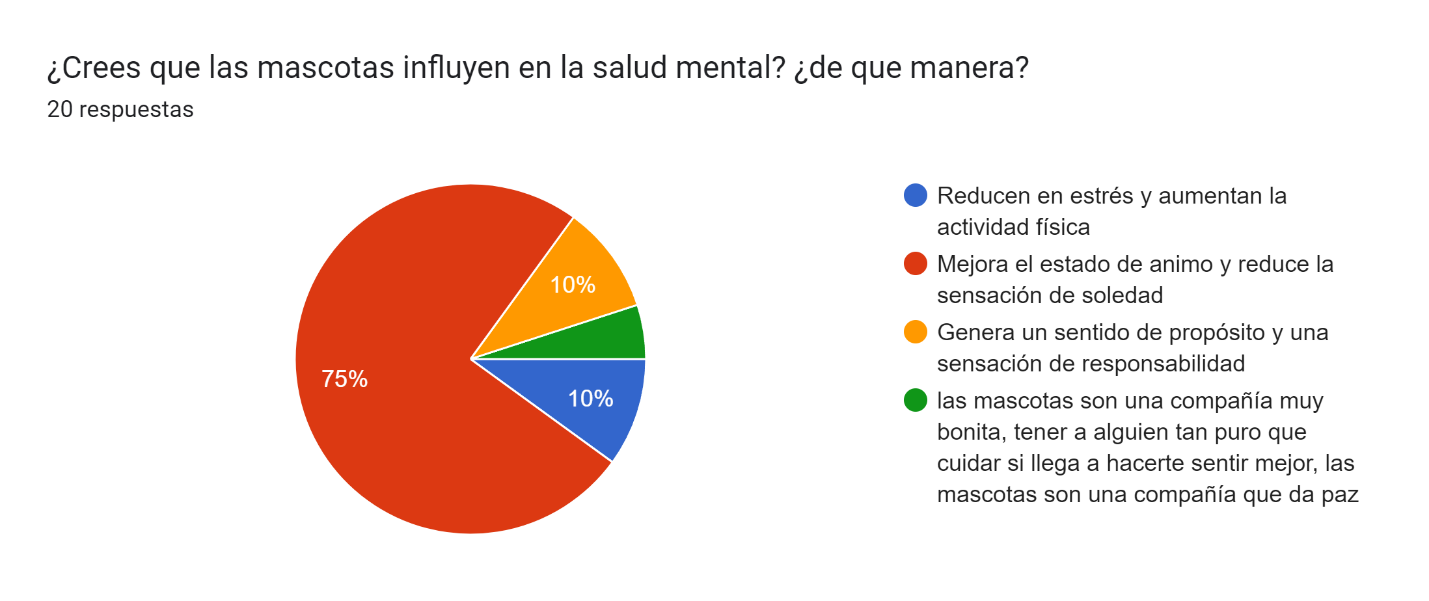 ¿Crees que las mascotas influyen en la salud mental? ¿de que manera?
20 respuestas
10%
75%
10%
Reducen en estrés y aumentan la
actividad física
Mejora el estado de animo y reduce la
sensación de soledad
Genera un sentido de propósito y una
sensación de responsabilidad
las mascotas son una compañía muy
bonita, tener a alguien tan puro que
cuidar si llega a hacerte sentir mejor, las
mascotas son una compañía que da paz